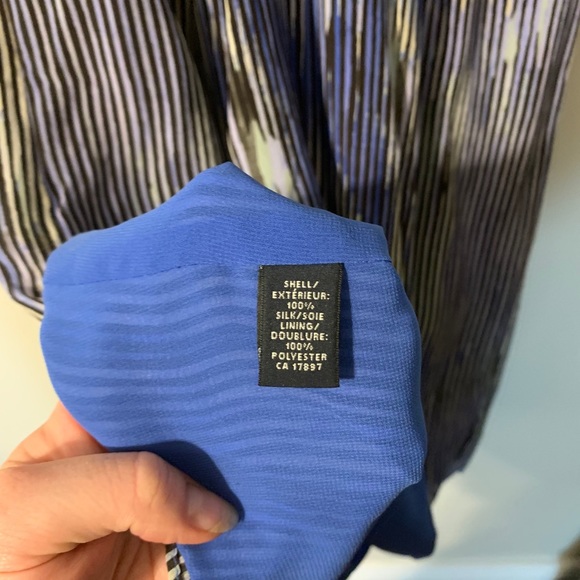 SHELL/
EXTÉRIEUR:
100%
SILK/SOIE
LINING/
DOUBLURE:
100%
POLYESTER
CA 17897